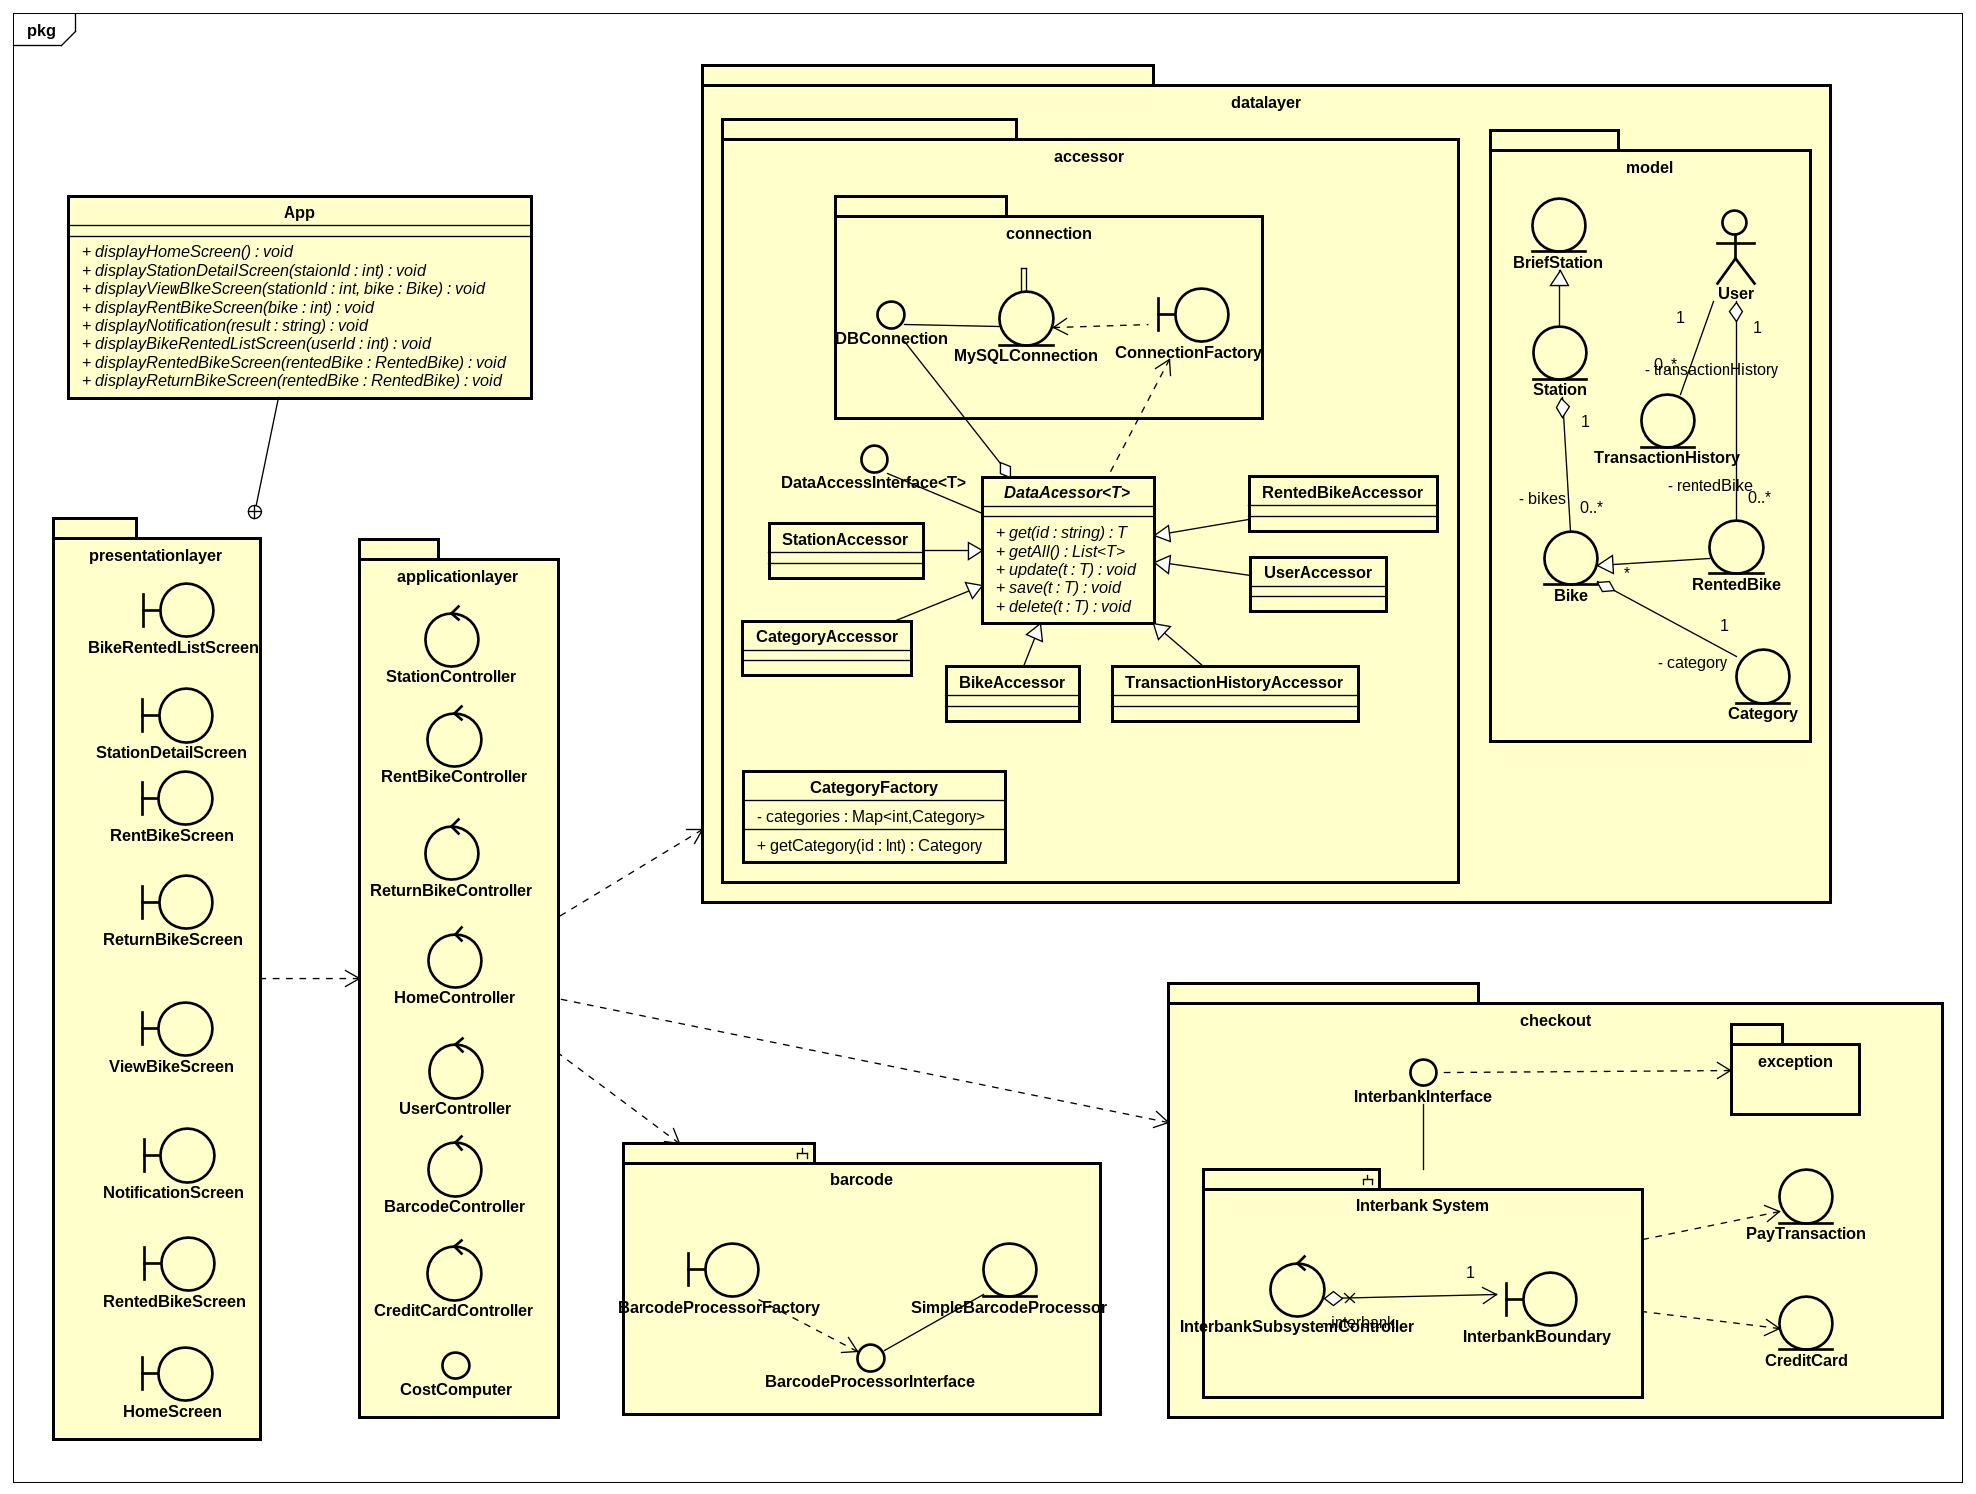 pkg
App
+ displayHomeScreen() : void
+ displayStationDetailScreen(staionId : int) : void
+ displayViewBIkeScreen(stationId : int, bike : Bike) : void
+ displayRentBikeScreen(bike : int) : void
+ displayNotification(result : string) : void
+ displayBikeRentedListScreen(userId : int) : void
+ displayRentedBikeScreen(rentedBike : RentedBike) : void
+ displayReturnBikeScreen(rentedBike : RentedBike) : void
presentationlayer
BikeRentedListScreen
StationDetailScreen
RentBikeScreen
ReturnBikeScreen
ViewBikeScreen
NotificationScreen
RentedBikeScreen
HomeScreen
applicationlayer
StationController
RentBikeController
ReturnBikeController
HomeController
UserController
BarcodeController
CreditCardController
CostComputer
datalayer
accessor
connection
DBConnection
MySQLConnection
ConnectionFactory
DataAccessInterface<T>
DataAcessor<T>
+ get(id : string) : T
+ getAll() : List<T>
+ update(t : T) : void
+ save(t : T) : void
+ delete(t : T) : void
StationAccessor
CategoryAccessor
BikeAccessor
TransactionHistoryAccessor
RentedBikeAccessor
UserAccessor
CategoryFactory
- categories : Map<int,Category>
+ getCategory(id : Int) : Category
model
BriefStation
User
1
1
0..*
- transactionHistory
Station
1
TransactionHistory
- rentedBike
0..*
- bikes
0..*
Bike
*
RentedBike
1
- category
Category
barcode
BarcodeProcessorFactory
SimpleBarcodeProcessor
BarcodeProcessorInterface
checkout
InterbankInterface
exception
Interbank System
1
InterbankSubsystemController
- interbank
InterbankBoundary
PayTransaction
CreditCard